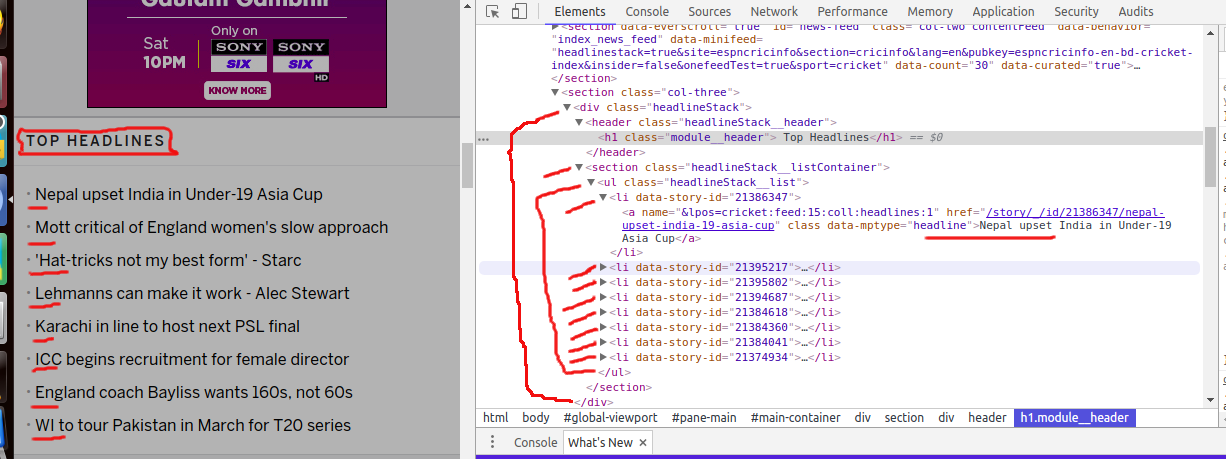 Gautam Gambhir
Sat
10PM
Only on
SONY
SIX
SONY
SIX
HD
KNOW MORE
TOP HEADLINES
· Nepal upset India in Under-19 Asia Cup
· Mott critical of England women's slow approach
· 'Hat-tricks not my best form' - Starc
· Lehmanns can make it work - Alec Stewart
· Karachi in line to host next PSL final
· ICC begins recruitment for female director
· England coach Bayliss wants 160s, not 60s
· WI to tour Pakistan in March for T20 series
Elements Console Sources Network Performance Memory Application Security Audits
▶<section data-everscroll="true" id="news-feed" class="col-two contentFeed" data-behavior=
"index_news_feed" data-minifeed=
"headlinestack=true&site=espncricinfo&section=cricinfo&lang=en&pubkey=espncricinfo-en-bd-cricket-
index&insider=false&onefeedTest=true&sport=cricket" data-count="30" data-curated="true">…
</section>
▼<section class="col-three">
▼<div class="headlineStack">
▼<header class="headlineStack__header">
… <h1 class="module__header"> Top Headlines</h1> == $0
</header>
▼<section class="headlineStack__listContainer">
▼<ul class="headlineStack__list">
▼<li data-story-id="21386347">
<a name="&lpos=cricket:feed:15:coll:headlines:1" href="/story/_/id/21386347/nepal-
upset-india-19-asia-cup" class data-mptype="headline">Nepal upset India in Under-19
Asia Cup</a>
</li>
▶<li data-story-id="21395217">…</li>
▶<li data-story-id="21395802">…</li>
▶<li data-story-id="21394687">…</li>
▶<li data-story-id="21384618">…</li>
▶<li data-story-id="21384360">…</li>
▶<li data-story-id="21384041">…</li>
▶<li data-story-id="21374934">…</li>
</ul>
</section>
</div>
html body #global-viewport #pane-main #main-container div section div header h1.module__header
Console What's New ×